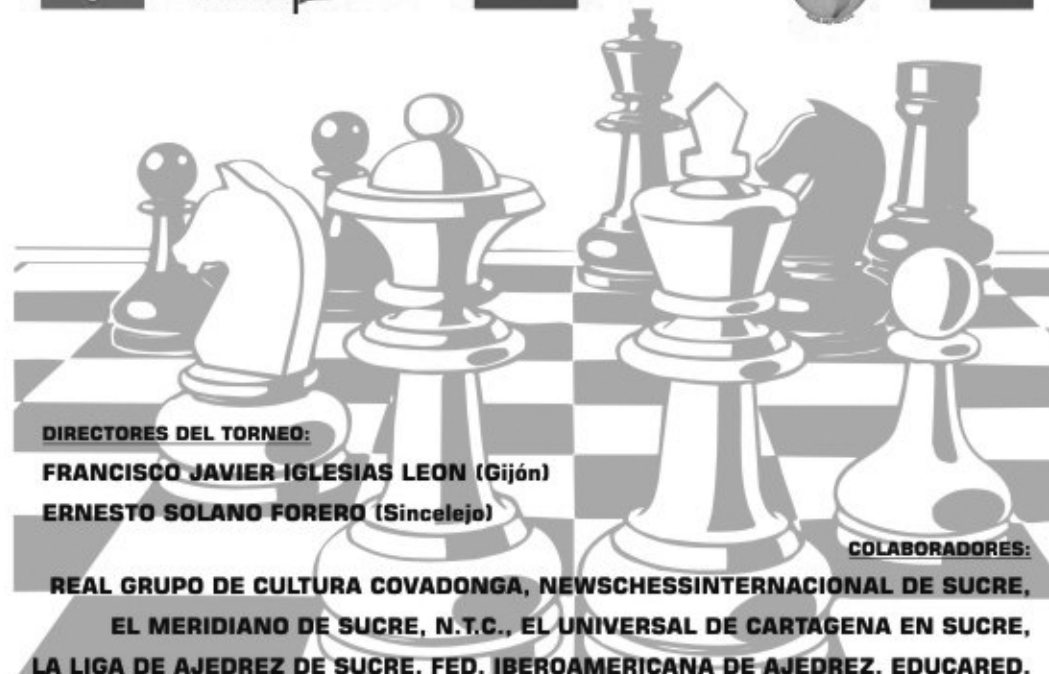 DIRECTORES DEL TORNEO:
FRANCISCO JAVIER IGLESIAS LEON (Gijón)
ERNESTO SOLANO FORERO (Sincelejo)
COLABORADORES:
REAL GRUPO DE CULTURA COVADONGA, NEWSCHESSINTERNACIONAL DE SUCRE,
EL MERIDIANO DE SUCRE, N.T.C., EL UNIVERSAL DE CARTAGENA EN SUCRE,
LA LIGA DE AJEDREZ DE SUCRE, FED. IBEROAMERICANA DE AJEDREZ, EDUCARED,